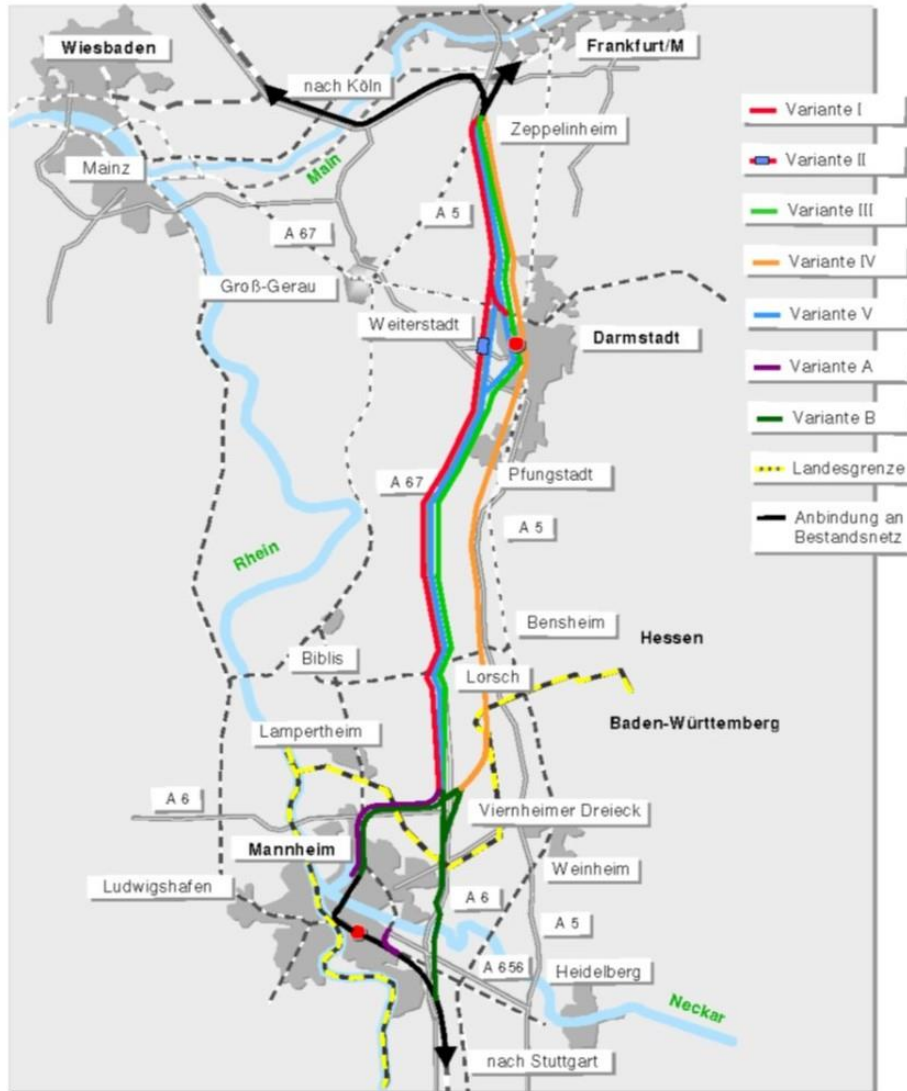 Wiesbaden
Frankfurt/M
nach Köln
Zeppelinheim
Mainz
Main
A 5
A 67
Groß-Gerau
Weiterstadt
Darmstadt
A 67
Pfungstadt
A 5
Rhein
Bensheim
Hessen
Biblis
Lorsch
Baden-Württemberg
Lampertheim
A 6
Viernheimer Dreieck
Mannheim
Weinheim
Ludwigshafen
A 6
A 5
A 656
Heidelberg
Neckar
nach Stuttgart
Variante I
Variante II
Variante III
Variante IV
Variante V
Variante A
Variante B
Landesgrenze
Anbindung an
Bestandsnetz